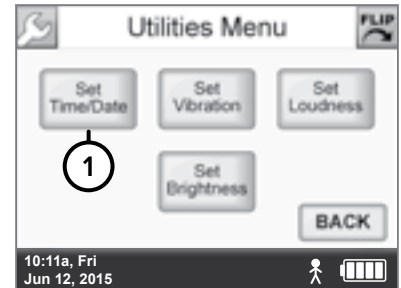 Utilities Menu
FLIP
Set
Time/Date
Set
Vibration
Set
Loudness
1
Set
Brightness
BACK
10:11a, Fri
Jun 12, 2015